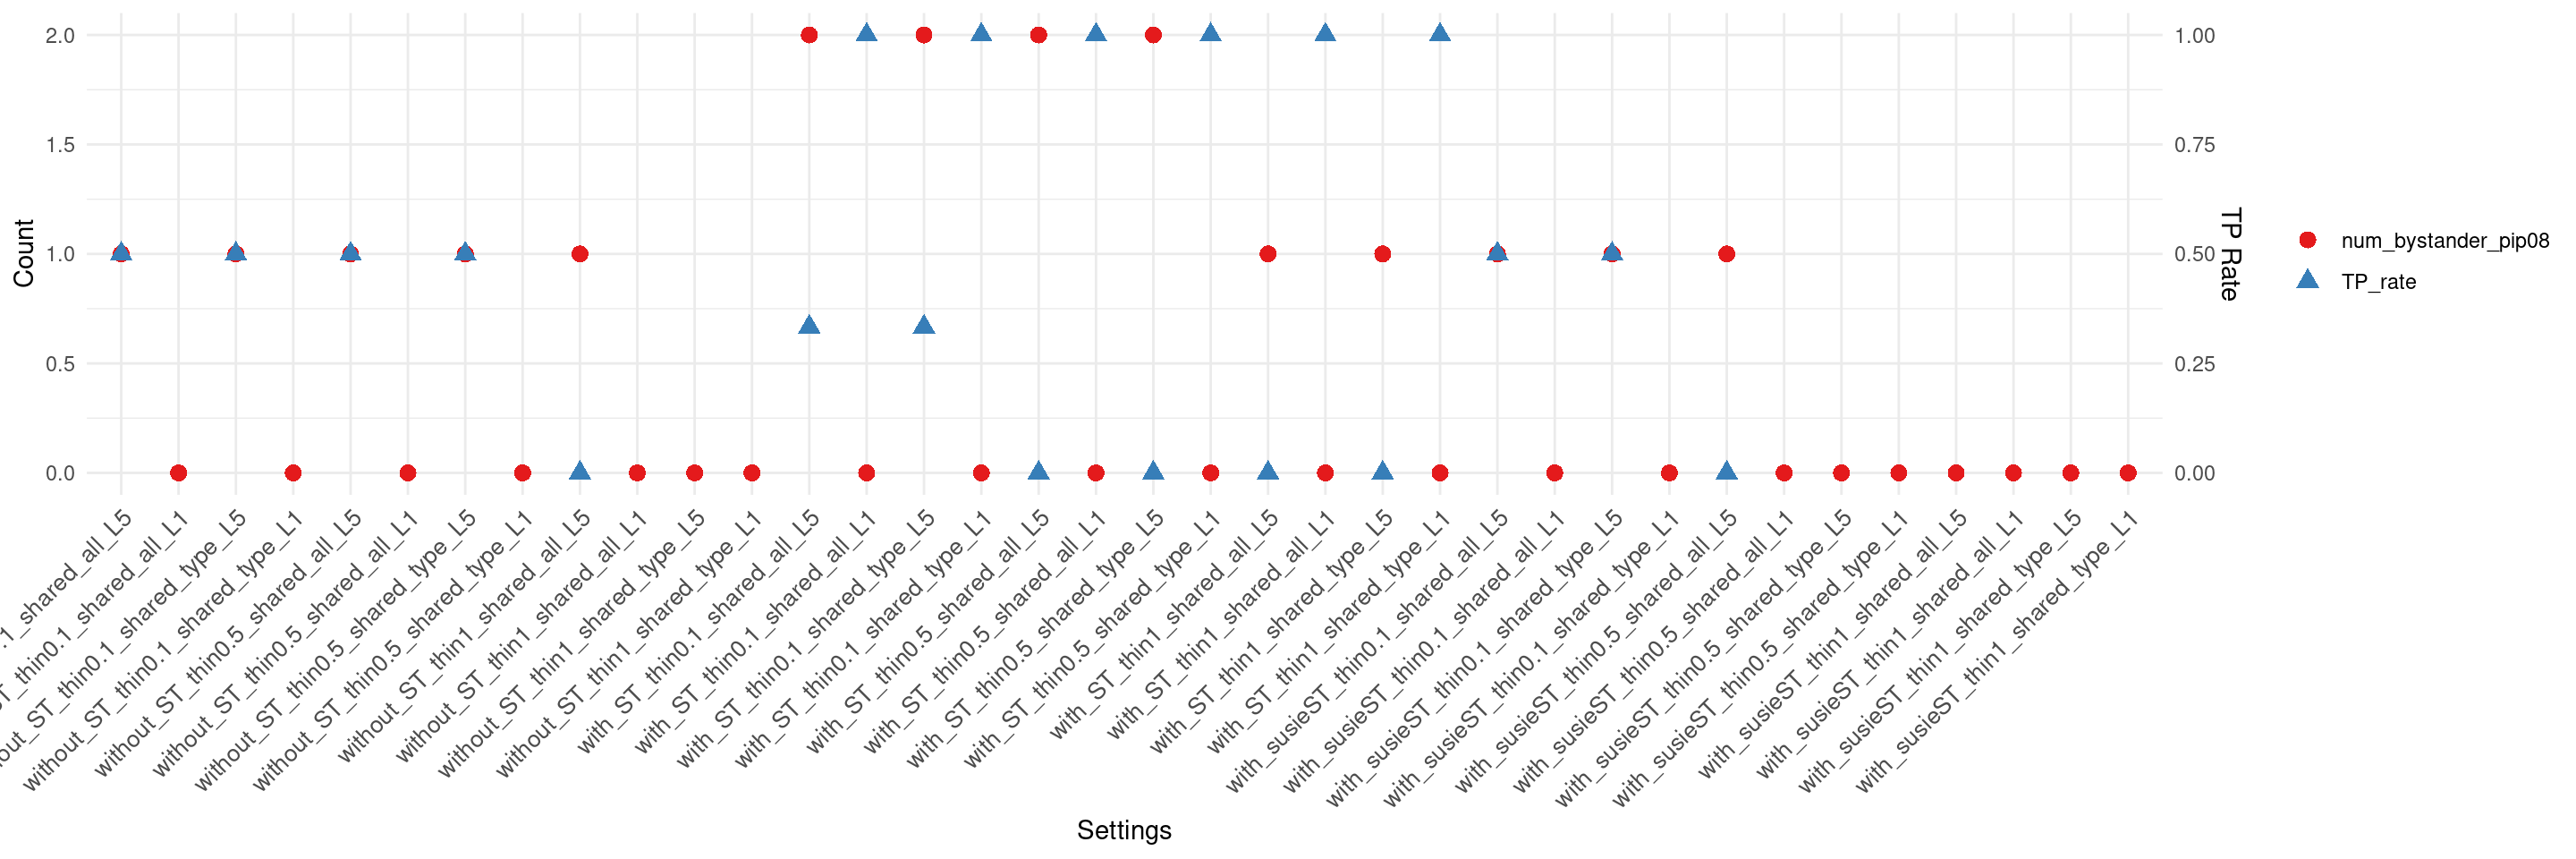 2.0
1.5
1.0
0.5
0.0
Count
1.00
0.75
0.50
0.25
0.00
TP Rate
num_bystander_pip08
TP_rate
.1_shared_all_L5
ST_thin0.1_shared_all_L1
out_ST_thin0.1_shared_type_L5
without_ST_thin0.1_shared_type_L1
without_ST_thin0.5_shared_all_L5
without_ST_thin0.5_shared_all_L1
without_ST_thin0.5_shared_type_L5
without_ST_thin0.5_shared_type_L1
without_ST_thin1_shared_all_L5
without_ST_thin1_shared_all_L1
without_ST_thin1_shared_type_L5
without_ST_thin1_shared_type_L1
with_ST_thin0.1_shared_all_L5
with_ST_thin0.1_shared_all_L1
with_ST_thin0.1_shared_type_L5
with_ST_thin0.1_shared_type_L1
with_ST_thin0.5_shared_all_L5
with_ST_thin0.5_shared_all_L1
with_ST_thin0.5_shared_type_L5
with_ST_thin0.5_shared_type_L1
with_ST_thin1_shared_all_L5
with_ST_thin1_shared_all_L1
with_ST_thin1_shared_type_L5
with_ST_thin1_shared_type_L1
with_susieST_thin0.1_shared_all_L5
with_susieST_thin0.1_shared_all_L1
with_susieST_thin0.1_shared_type_L5
with_susieST_thin0.1_shared_type_L1
with_susieST_thin0.5_shared_all_L5
with_susieST_thin0.5_shared_all_L1
with_susieST_thin0.5_shared_type_L5
with_susieST_thin0.5_shared_type_L1
with_susieST_thin1_shared_all_L5
with_susieST_thin1_shared_all_L1
with_susieST_thin1_shared_type_L5
with_susieST_thin1_shared_type_L1
Settings